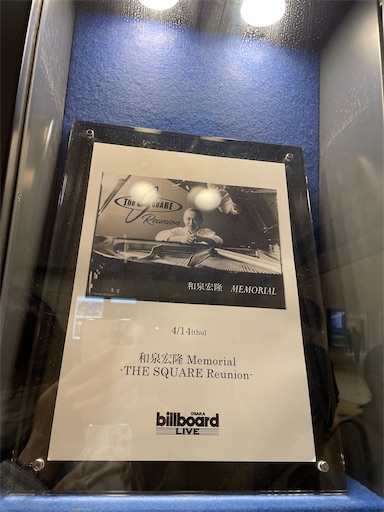 The SQUARE
Reunion
和泉宏隆 MEMORIAL
4/14(thu)
和泉宏隆 Memorial
-THE SQUARE Reunion-
OSAKA
billboard
LIVE